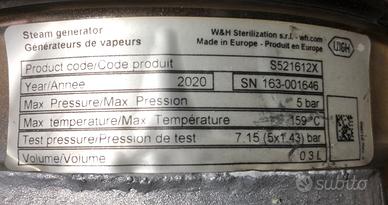 Steam generator
Générateurs de vapeurs
W&H Sterilization s.r.l. - wh.com
Made in Europe - Produit en Europe
W&H
Product code/Code produit S521612X
Year/Année 2020 SN 163-001646
Max Pressure/Max Pression 5 bar
Max temperature/Max Température 159°C
Test pressure/Pression de test 7.15 (5x1.43) bar
Volume/Volume 0.3 L
subito